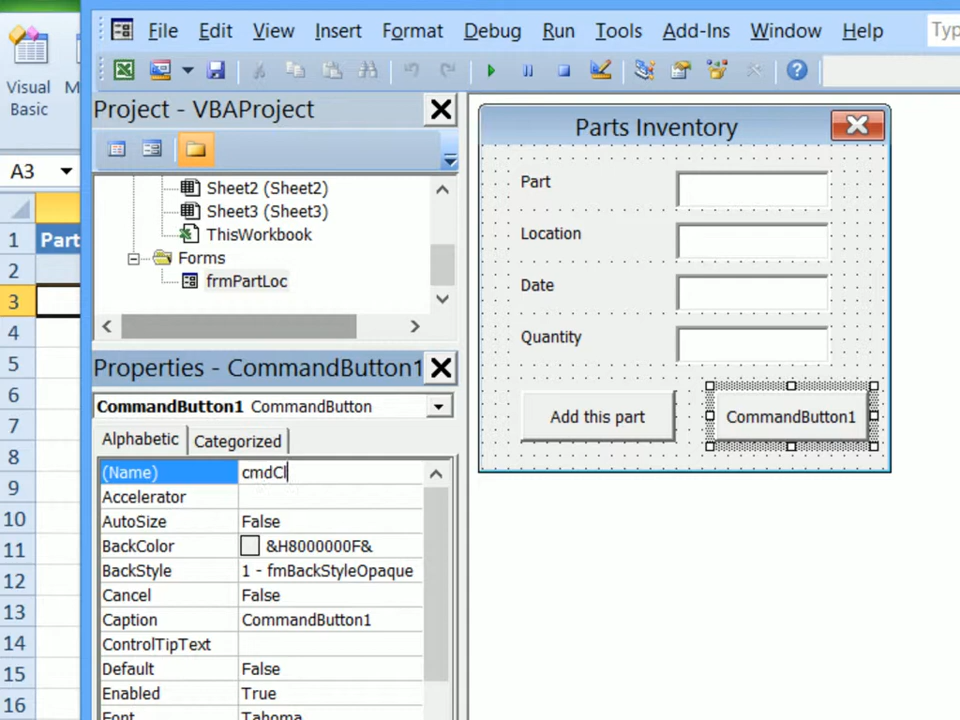 File Edit View Insert Format Debug Run Tools Add-Ins Window Help
Visual
Basic
Project - VBAProject
Sheet2 (Sheet2)
Sheet3 (Sheet3)
ThisWorkbook
Forms
frmPartLoc
A3
1 Part
2
3
4
5
6
7
8
9
10
11
12
13
14
15
16
Properties - CommandButton1
CommandButton1 CommandButton
Alphabetic Categorized
(Name) cmdCl
Accelerator
AutoSize False
BackColor &H8000000F&
BackStyle 1 - fmBackStyleOpaque
Cancel False
Caption CommandButton1
ControlTipText
Default False
Enabled True
Font Tahoma
Parts Inventory
Part
Location
Date
Quantity
Add this part CommandButton1